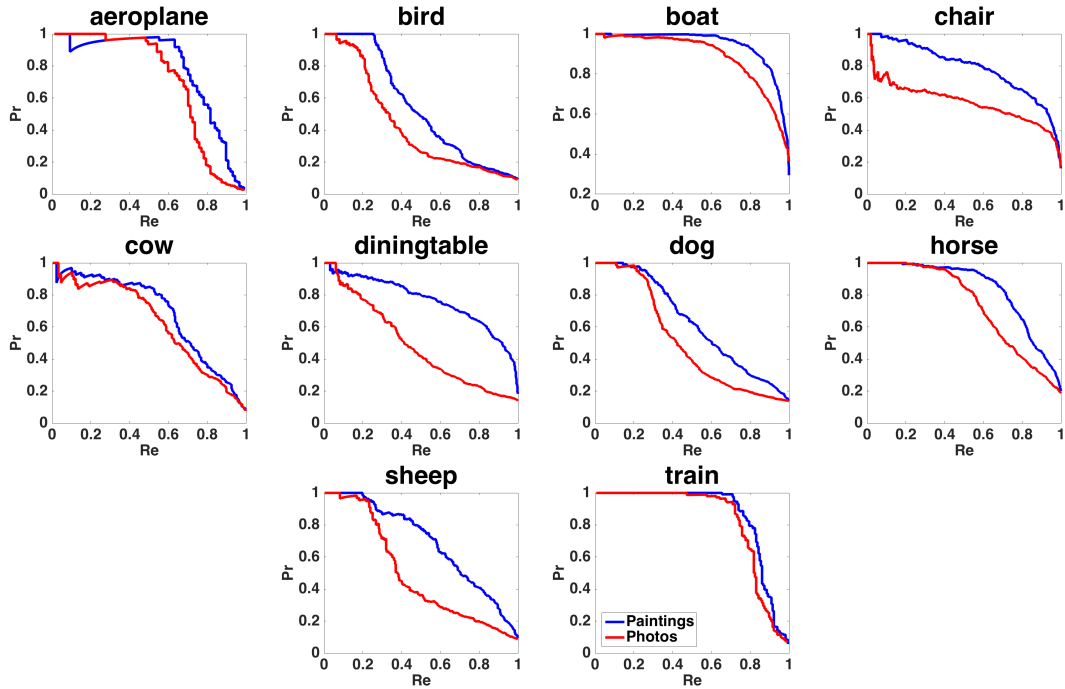 aeroplane bird boat chair
1 1 1 1
0.8 0.8 0.8 0.8
0.6 0.6 0.6 0.6
0.4 0.4 0.4 0.4
0.2 0.2 0.2 0.2
0 0 0
Pr Pr Pr Pr
0 0.2 0.4 0.6 0.8 1 0 0.2 0.4 0.6 0.8 1 0 0.2 0.4 0.6 0.8 1 0 0.2 0.4 0.6 0.8 1
Re Re Re Re
cow diningtable dog horse
1 1 1 1
0.8 0.8 0.8 0.8
0.6 0.6 0.6 0.6
0.4 0.4 0.4 0.4
0.2 0.2 0.2 0.2
0 0 0 0
Pr Pr Pr Pr
0 0.2 0.4 0.6 0.8 1 0 0.2 0.4 0.6 0.8 1 0 0.2 0.4 0.6 0.8 1 0 0.2 0.4 0.6 0.8 1
Re Re Re Re
sheep train
1 1
0.8 0.8
0.6 0.6
0.4 0.4
0.2 0.2
0 0
Pr Pr
Paintings
Photos
0 0.2 0.4 0.6 0.8 1 0 0.2 0.4 0.6 0.8 1
Re Re